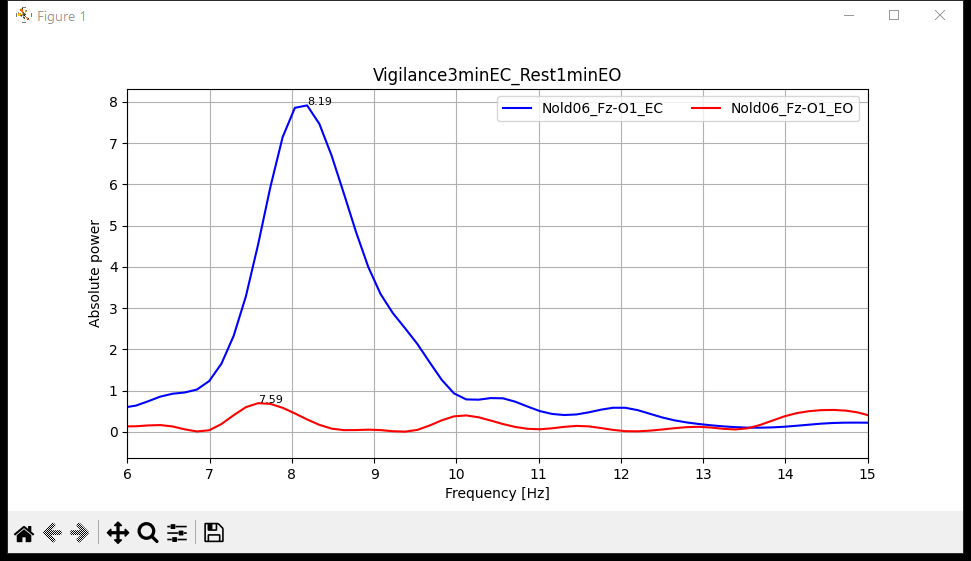 Figure 1
Vigilance3minEC_Rest1minEO
Nold06_Fz-O1_EC Nold06_Fz-O1_EO
8.19
7.59
8
7
6
5
4
3
2
1
0
Absolute power
6 7 8 9 10 11 12 13 14 15
Frequency [Hz]